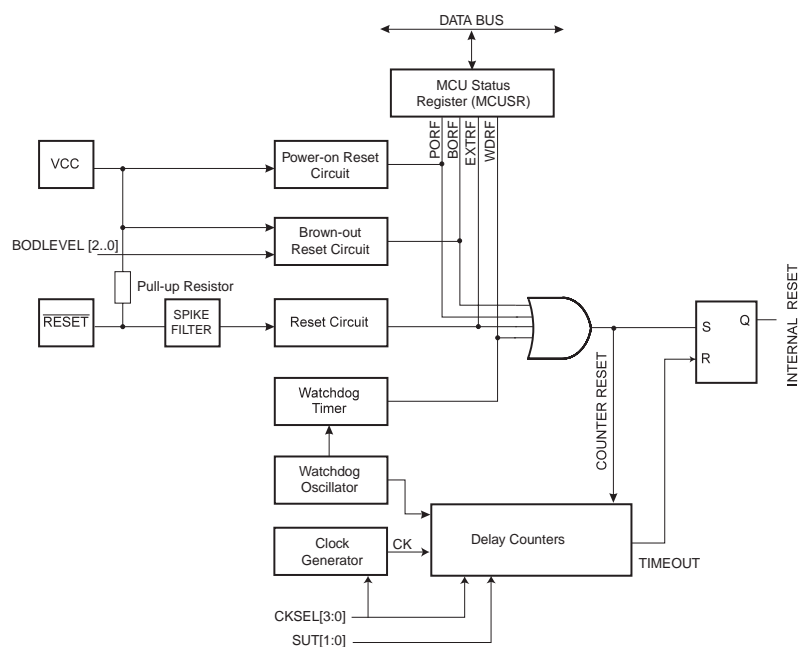 DATA BUS
MCU Status
Register (MCUSR)
PORF
BORF
EXTRF
WDRF
VCC
Power-on Reset
Circuit
Brown-out
Reset Circuit
BODLEVEL [2..0]
Pull-up Resistor
RESET
SPIKE
FILTER
Reset Circuit
S
Q
R
INTERNAL RESET
COUNTER RESET
Watchdog
Timer
Watchdog
Oscillator
Clock
Generator
CK
Delay Counters
TIMEOUT
CKSEL[3:0]
SUT[1:0]